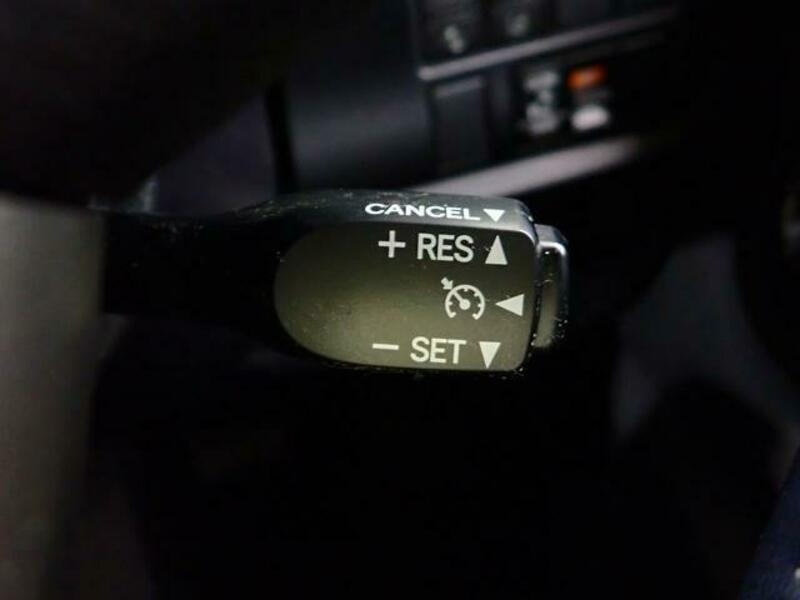 CANCEL▼
+ RES ▲
◀
− SET ▼